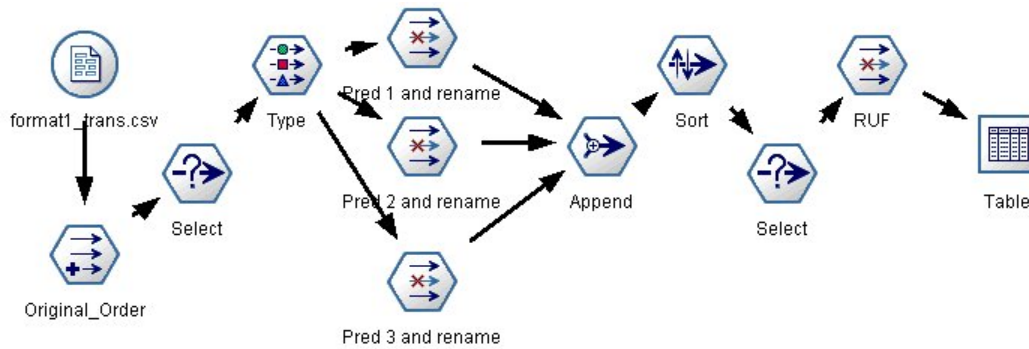 format1_trans.csv
Original_Order
Select
Type
Pred 1 and rename
Pred 2 and rename
Pred 3 and rename
Append
Sort
Select
RUF
Table